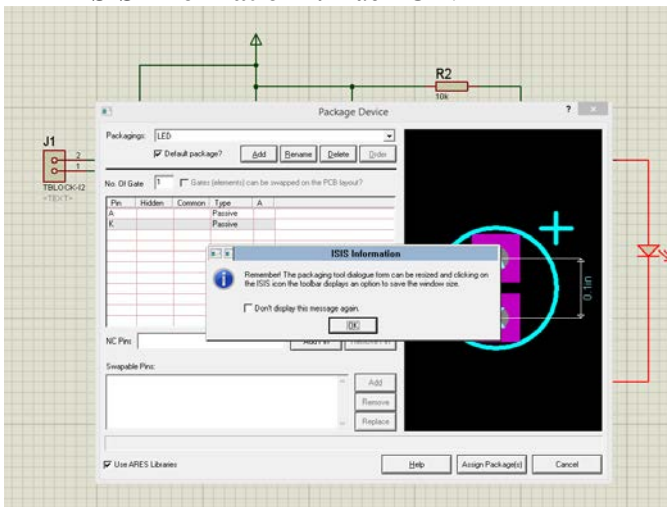 R2
10k
J1
2
1
TBLOCK-I2
<TEXT>
Package Device
?
Packagings: LED
Default package? Add Rename Delete Order
No. Of Gate 1 Gates (elements) can be swapped on the PCB layout?
Pin Hidden Common Type A
A Passive
K Passive
ISIS Information
Remember! The packaging tool dialogue form can be resized and clicking on
the ISIS icon the toolbar displays an option to save the window size.
Don't display this message again.
OK
NC Pins Add Pin Remove Pin
Swapable Pins:
Add
Remove
Replace
0.1in
Use ARES Libraries Help Assign Package(s) Cancel